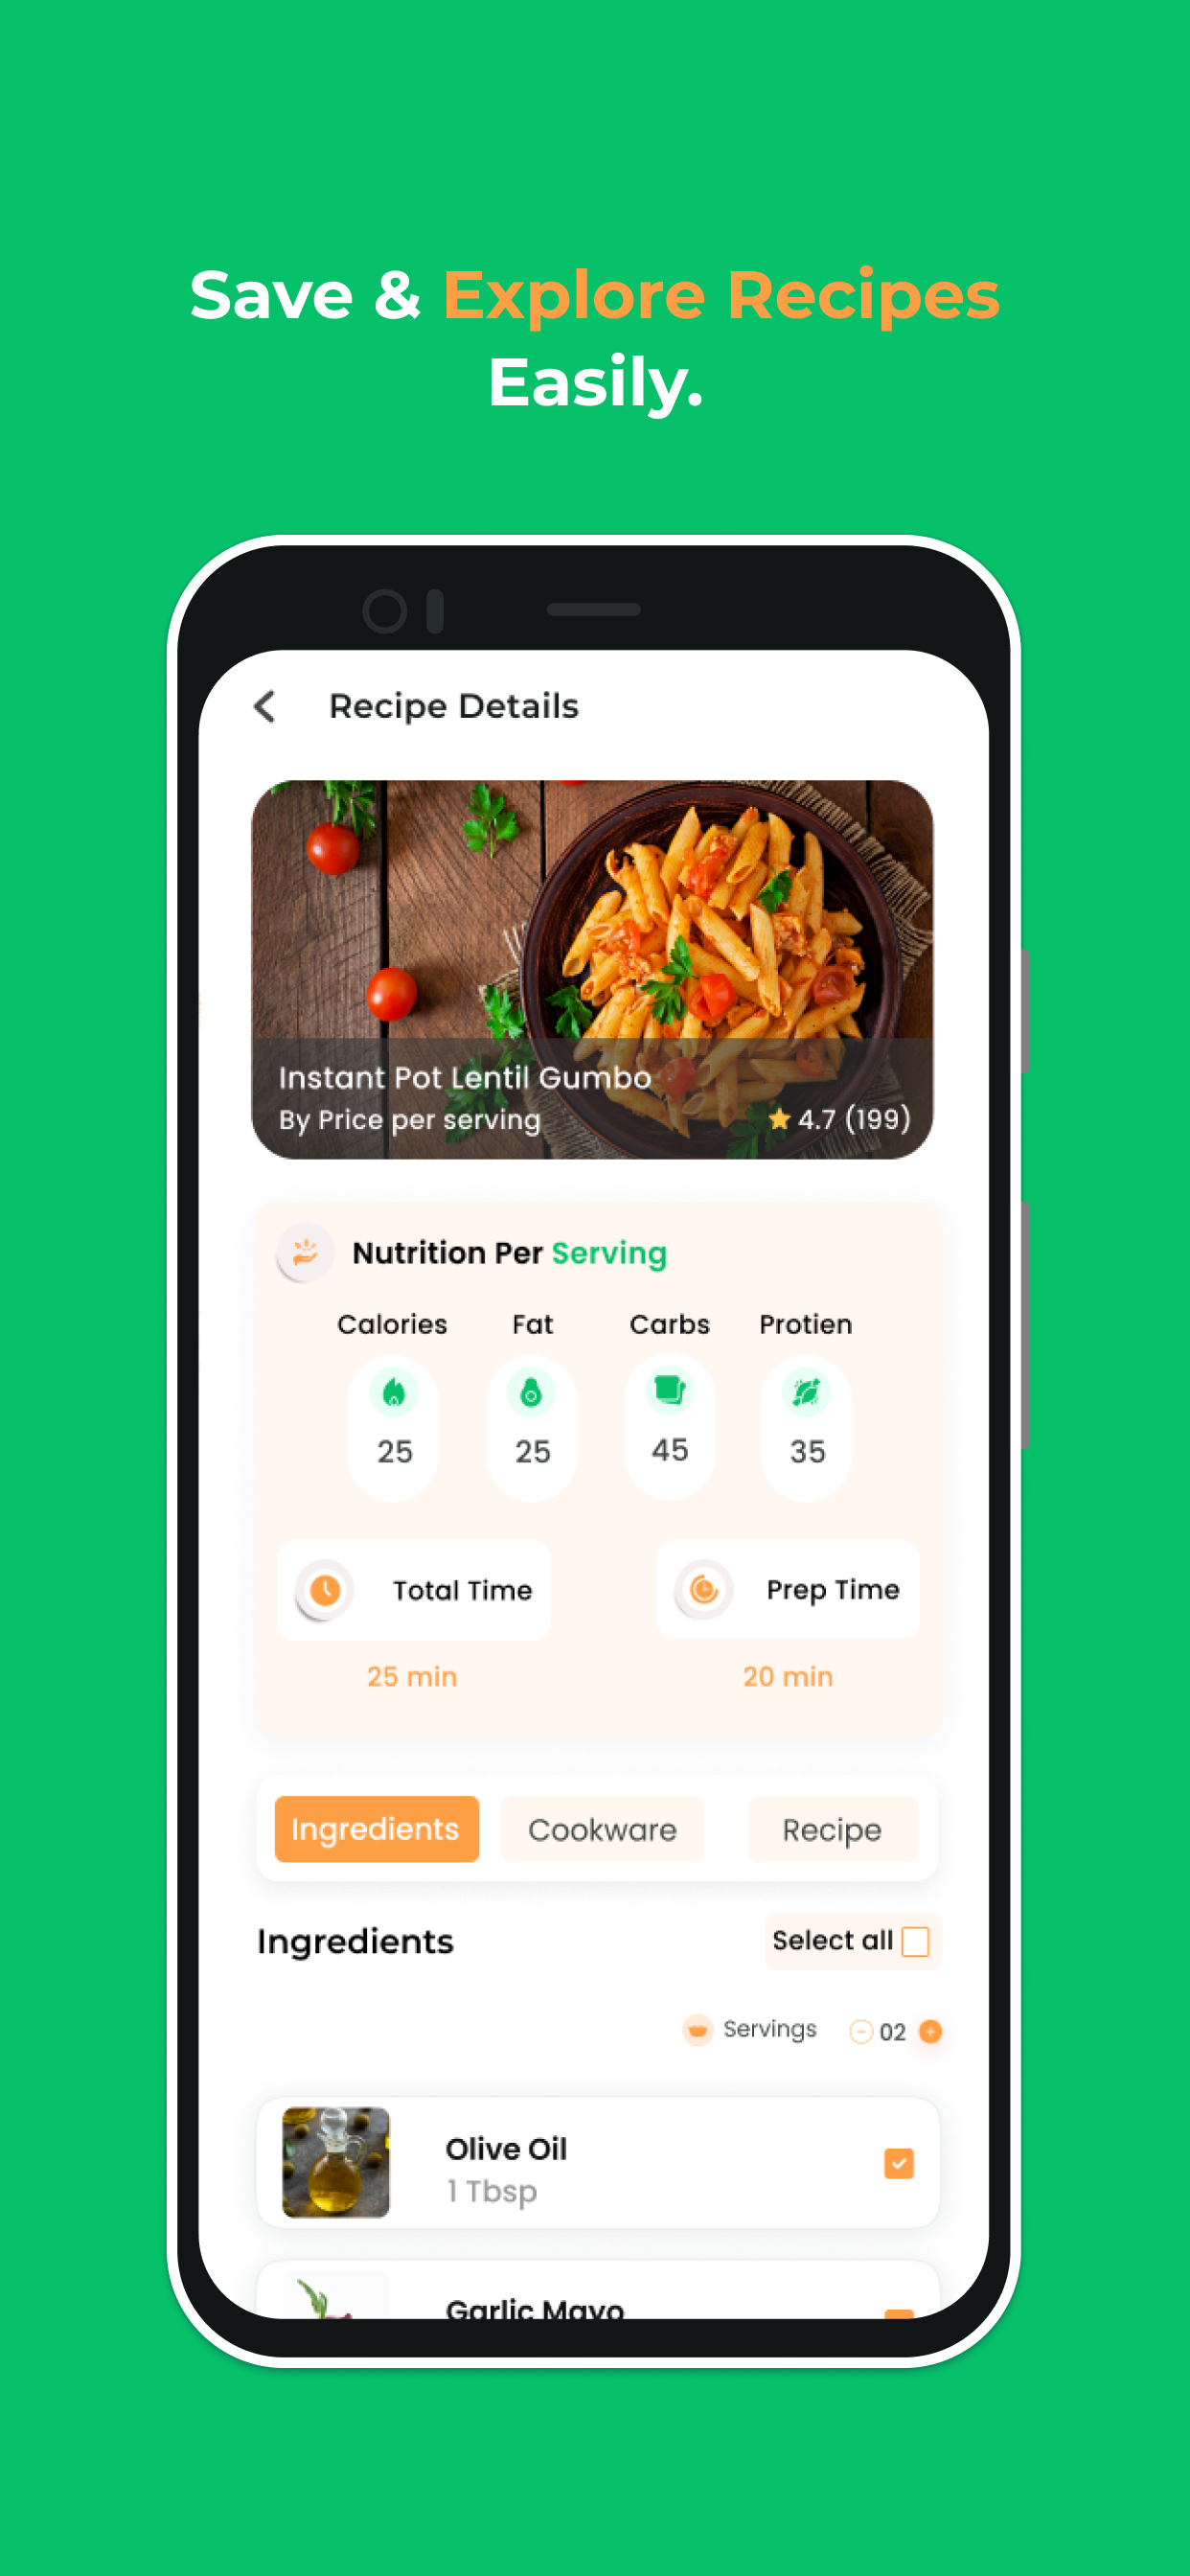 Save & Explore Recipes
Easily.
Recipe Details
Instant Pot Lentil Gumbo
By Price per serving
4.7 (199)
Nutrition Per Serving
Calories Fat Carbs Protien
25 25 45 35
Total Time Prep Time
25 min 20 min
Ingredients Cookware Recipe
Ingredients Select all
Servings 02
Olive Oil
1 Tbsp
Garlic Mayo